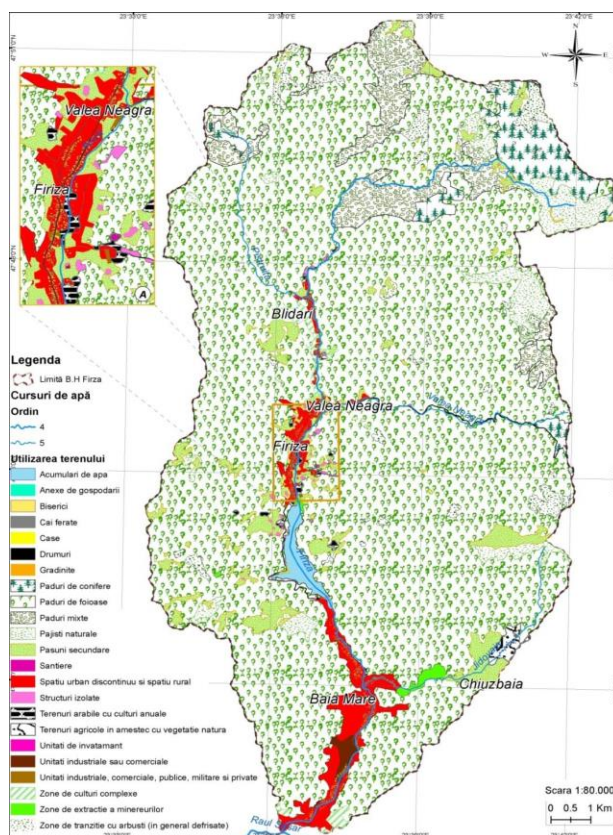 23°35'0"E
23°38'0"E
23°39'0"E
23°40'0"E
N
W
E
S
Valea Neagra
Firiza
A
Blidari
Valea Neagra
Valea Neagra
Firiza
Firiza
Chiuzbaia
Baia Mare
Legenda
Limită B.H Firza
Cursuri de apă
Ordin
4
5
Utilizarea terenului
Acumulari de apa
Anexe de gospodarii
Biserici
Cai ferate
Case
Drumuri
Gradinite
Paduri de conifere
Paduri de foioase
Paduri mixte
Pajisti naturale
Pasuni secundare
Santiere
Spatiu urban discontinuu si spatiu rural
Structuri izolate
Terenuri arabile cu culturi anuale
Terenuri agricole in amestec cu vegetatie natura
Unitati de invatamant
Unitati industriale sau comerciale
Unitati industriale, comerciale, publice, militare si private
Zone de culturi complexe
Zone de extractie a minereurilor
Zone de tranzitie cu arbusti (in general defrisate)
Scara 1:80.000
0 0.5 1 Km